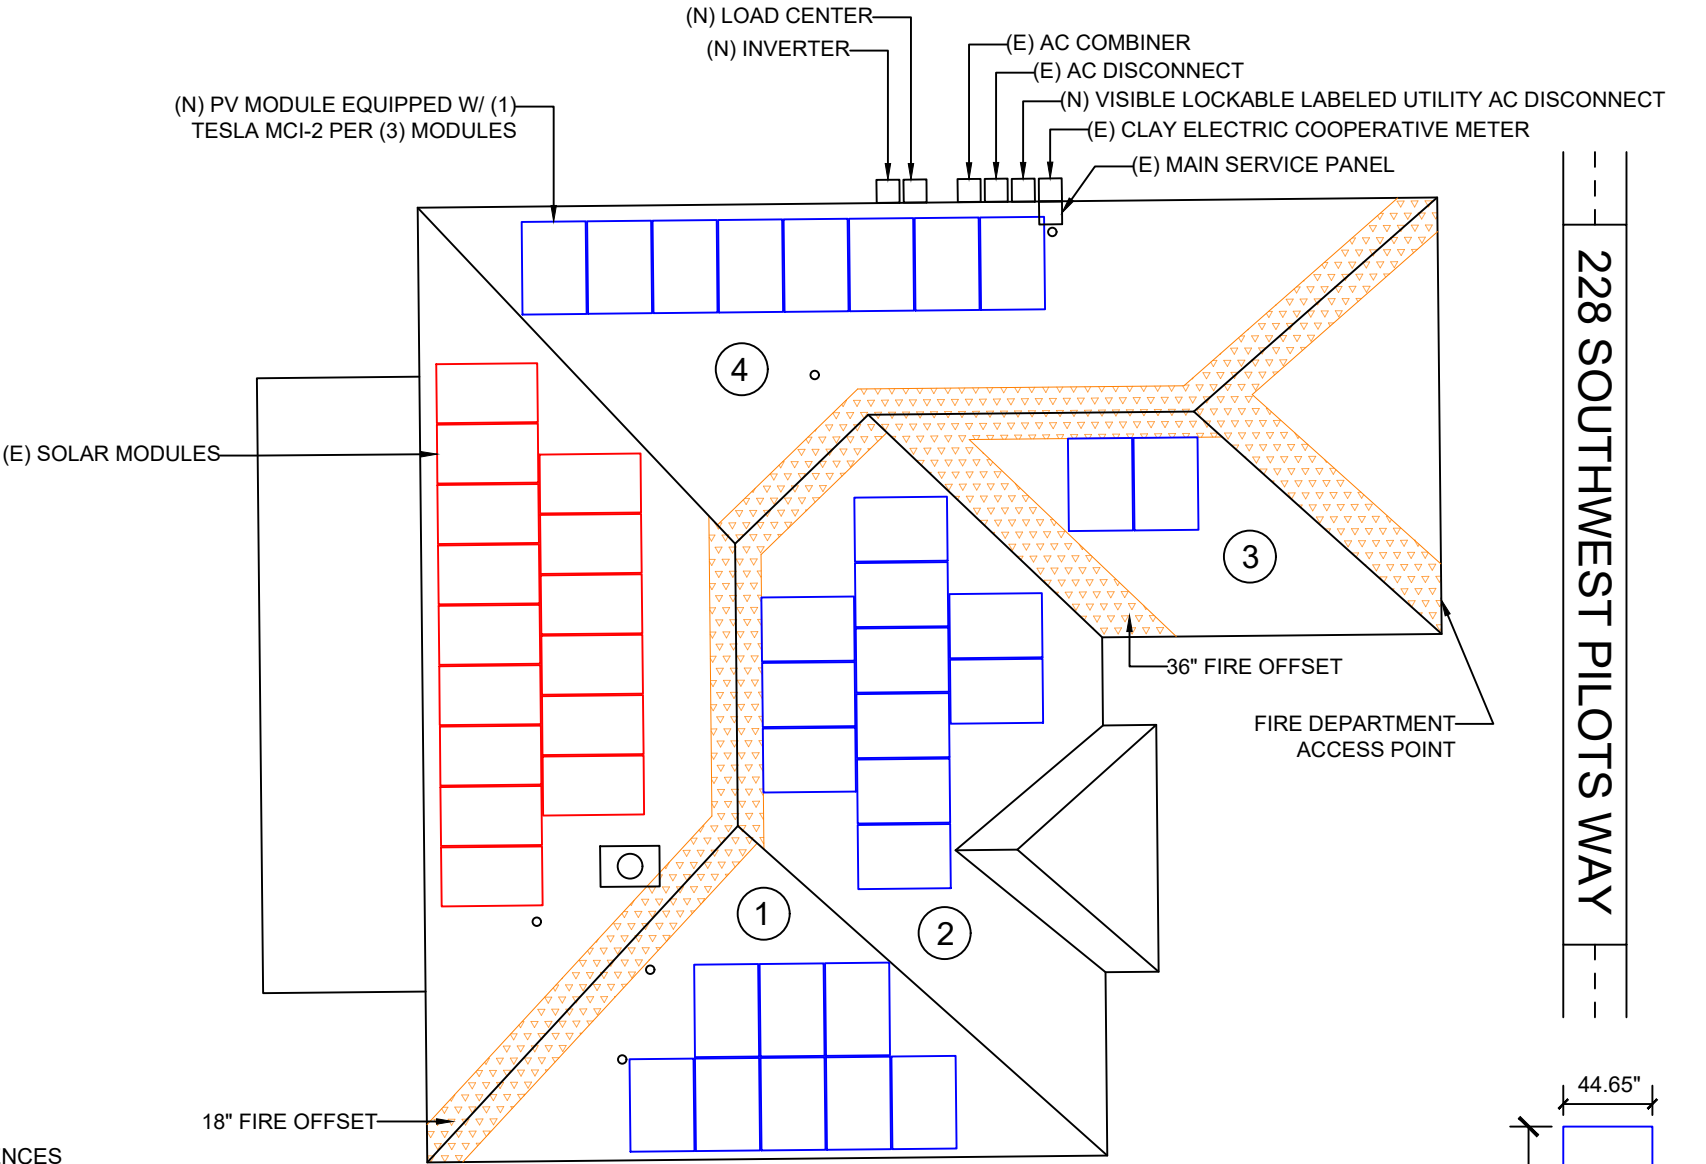 (N) LOAD CENTER
(N) INVERTER
(E) AC COMBINER
(E) AC DISCONNECT
(N) PV MODULE EQUIPPED W/ (1)
TESLA MCI-2 PER (3) MODULES
(N) VISIBLE LOCKABLE LABELED UTILITY AC DISCONNECT
(E) CLAY ELECTRIC COOPERATIVE METER
(E) MAIN SERVICE PANEL
228 SOUTHWEST PILOTS WAY
4
(E) SOLAR MODULES
3
36" FIRE OFFSET
FIRE DEPARTMENT
ACCESS POINT
1
2
44.65"
18" FIRE OFFSET
NCES